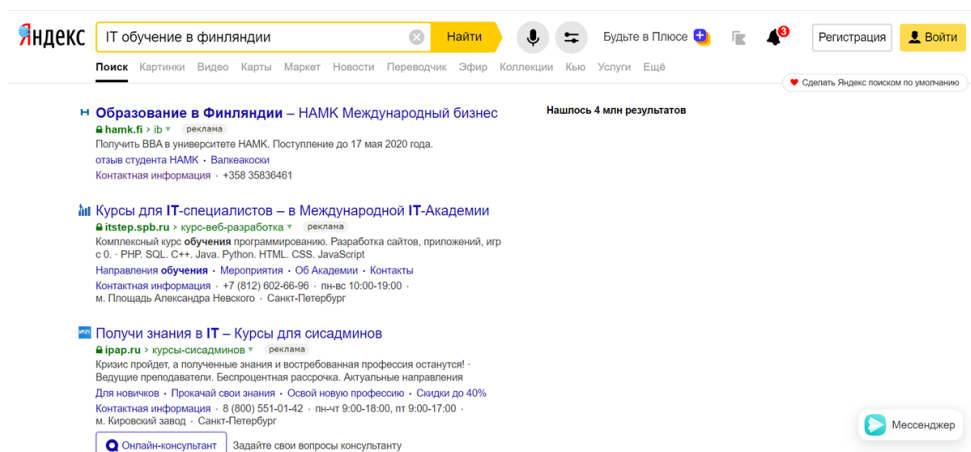 Яндекс
IT обучение в финляндии
Найти
Будьте в Плюсе
3
Регистрация
Войти
Поиск Картинки Видео Карты Маркет Новости Переводчик Эфир Коллекции Кью Услуги Ещё
Сделать Яндекс поиском по умолчанию
Образование в Финляндии – HAMK Международный бизнес
hamk.fi > ib реклама
Получить BBA в университете HAMK. Поступление до 17 мая 2020 года.
отзыв студента HAMK · Валкеакоски
Контактная информация · +358 35836461
Нашлось 4 млн результатов
Курсы для IT-специалистов – в Международной IT-Академии
itstep.spb.ru > курс-веб-разработка реклама
Комплексный курс обучения программированию. Разработка сайтов, приложений, игр
с 0. · PHP. SQL. C++. Java. Python. HTML. CSS. JavaScript
Направления обучения · Мероприятия · Об Академии · Контакты
Контактная информация · +7 (812) 602-66-96 · пн-вс 10:00-19:00 ·
м. Площадь Александра Невского · Санкт-Петербург
Получи знания в IT – Курсы для сисадминов
ipap.ru > курсы-сисадминов реклама
Кризис пройдет, а полученные знания и востребованная профессия останутся! ·
Ведущие преподаватели. Беспроцентная рассрочка. Актуальные направления
Для новичков · Прокачай свои знания · Освой новую профессию · Скидки до 40%
Контактная информация · 8 (800) 551-01-42 · пн-чт 9:00-18:00, пт 9:00-17:00 ·
м. Кировский завод · Санкт-Петербург
Онлайн-консультант Задайте свои вопросы консультанту
Мессенджер